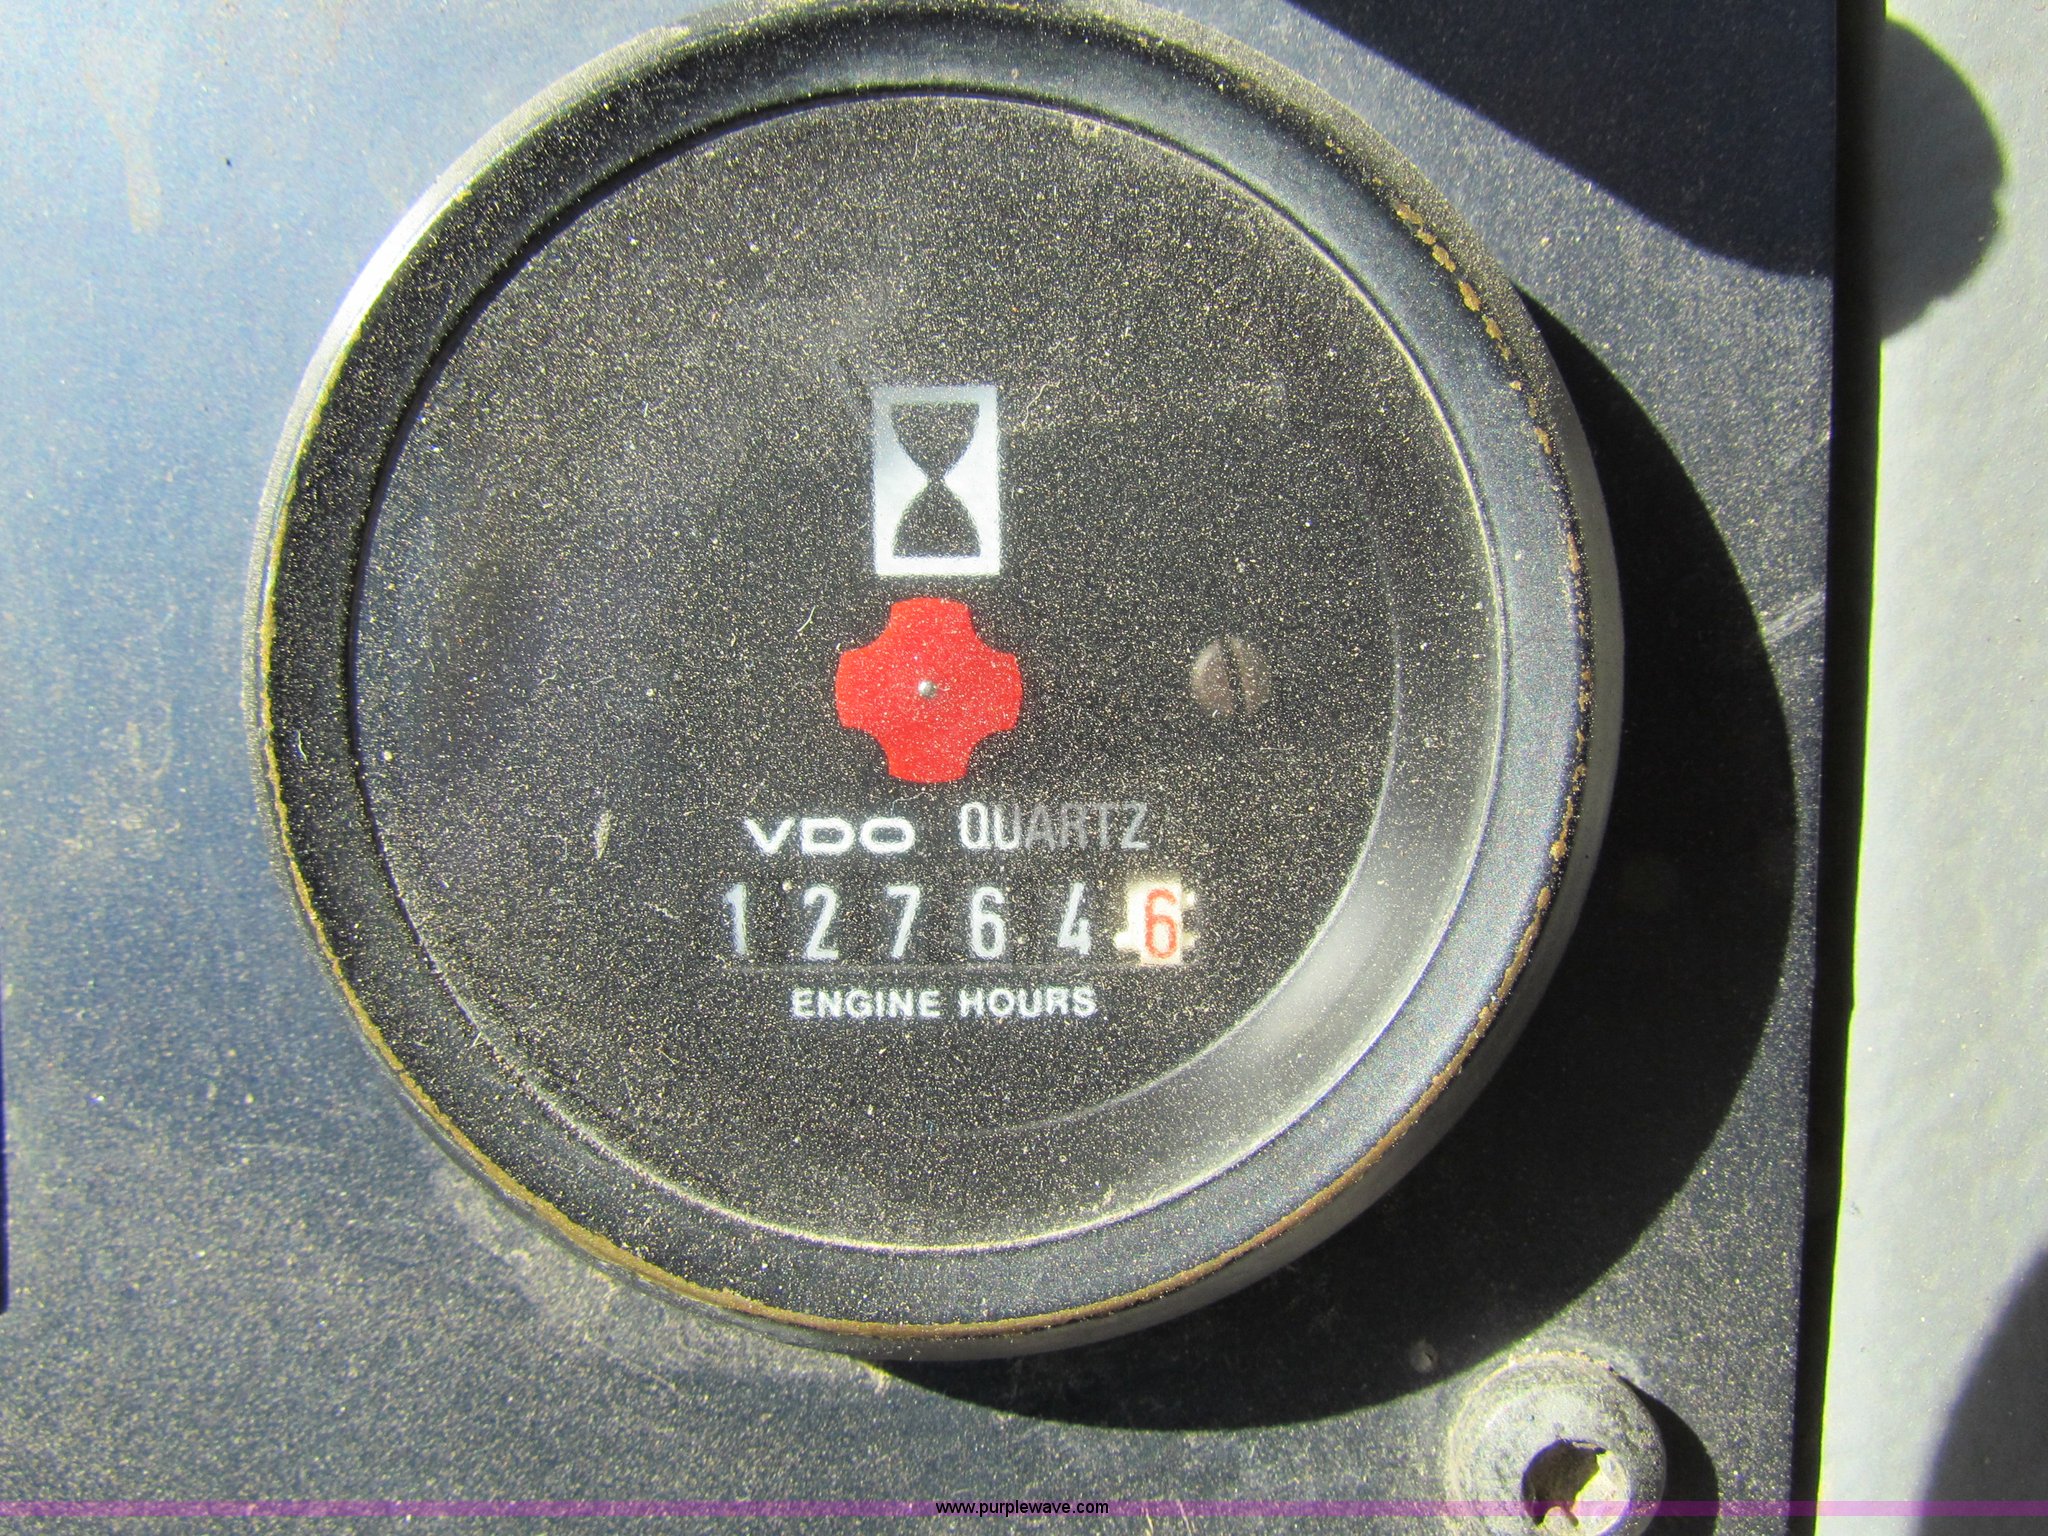 VDO QUARTZ
127646
ENGINE HOURS
www.purplewave.com